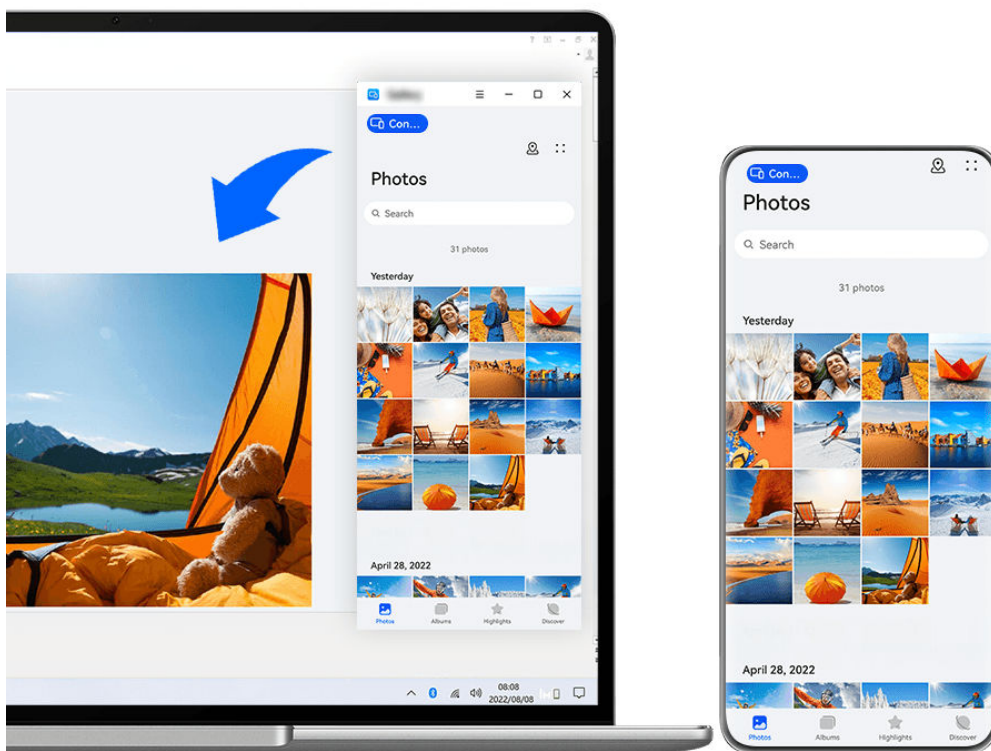 Con...
Photos
Search
31 photos
Yesterday
April 28, 2022
Photos Albums Highlights Discover
08:08
2022/08/08
Con...
Photos
Search
31 photos
Yesterday
April 28, 2022
Photos Albums Highlights Discover